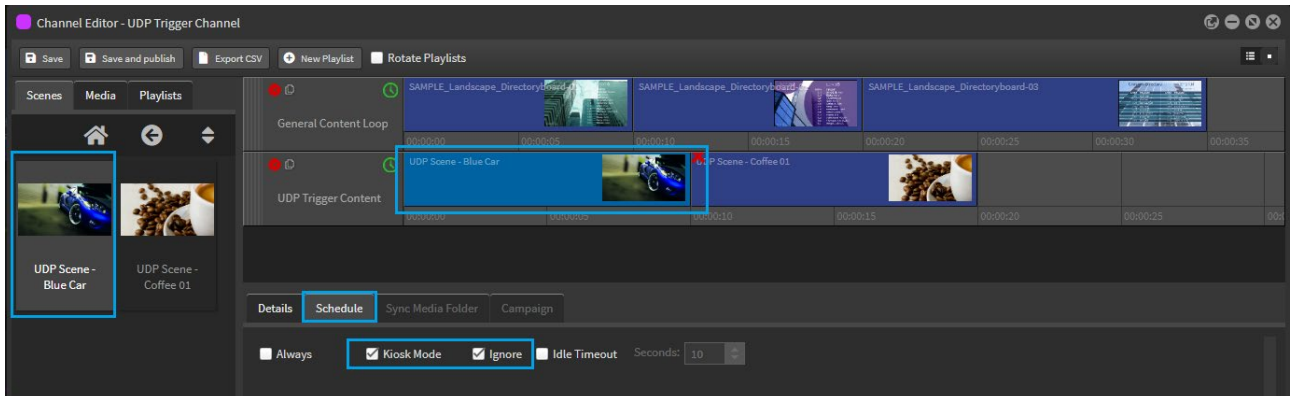 Channel Editor - UDP Trigger Channel
Save
Save and publish
Export CSV
New Playlist
Rotate Playlists
Scenes
Media
Playlists
UDP Scene -
Blue Car
UDP Scene -
Coffee 01
General Content Loop
SAMPLE_Landscape_Directoryboard-
SAMPLE_Landscape_Directoryboard-
SAMPLE_Landscape_Directoryboard-03
00:00:00 00:00:05 00:00:10 00:00:15 00:00:20 00:00:25 00:00:30 00:00:35
UDP Trigger Content
UDP Scene - Blue Car
UDP Scene - Coffee 01
00:00:00 00:00:05 00:00:10 00:00:15 00:00:20 00:00:25 00:0
Details
Schedule
Sync Media Folder
Campaign
Always
Kiosk Mode
Ignore
Idle Timeout
Seconds: 10